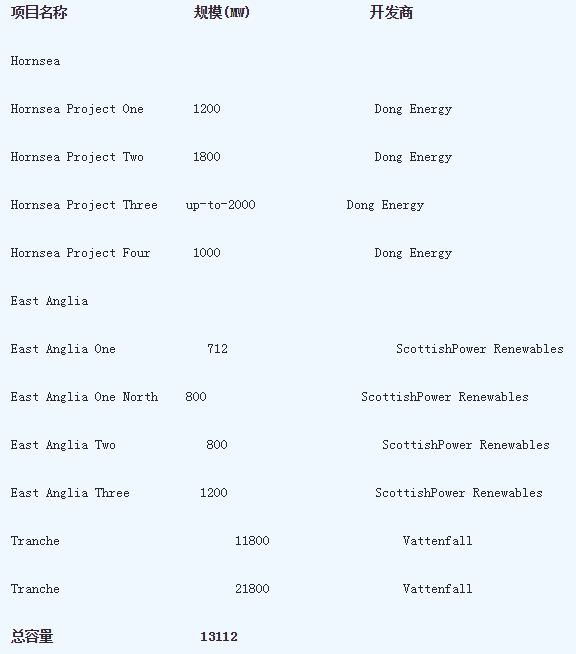 项目名称 规模(MW) 开发商
Hornsea
Hornsea Project One 1200 Dong Energy
Hornsea Project Two 1800 Dong Energy
Hornsea Project Three up-to-2000 Dong Energy
Hornsea Project Four 1000 Dong Energy
East Anglia
East Anglia One 712 ScottishPower Renewables
East Anglia One North 800 ScottishPower Renewables
East Anglia Two 800 ScottishPower Renewables
East Anglia Three 1200 ScottishPower Renewables
Tranche 11800 Vattenfall
Tranche 21800 Vattenfall
总容量 13112